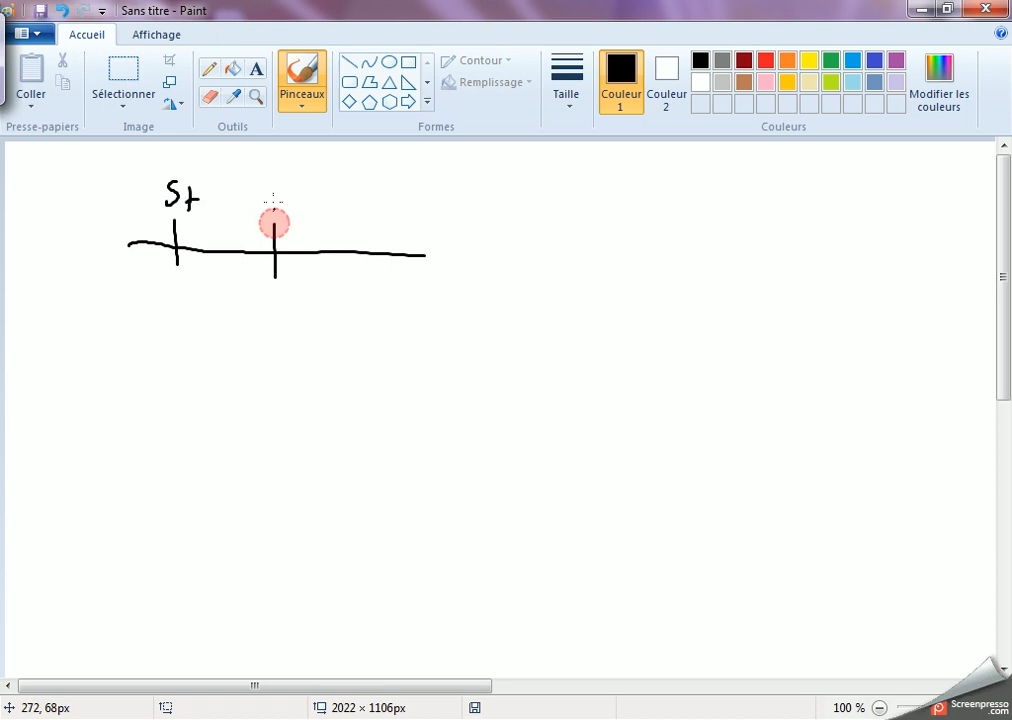 Sans titre - Paint
Accueil Affichage
Coller Sélectionner A Pinceaux Contour Remplissage Taille Couleur 1 Couleur 2 Modifier les couleurs
Presse-papiers Image Outils Formes Couleurs
St
272, 68px 2022 × 1106px 100 % Screenpresso .com